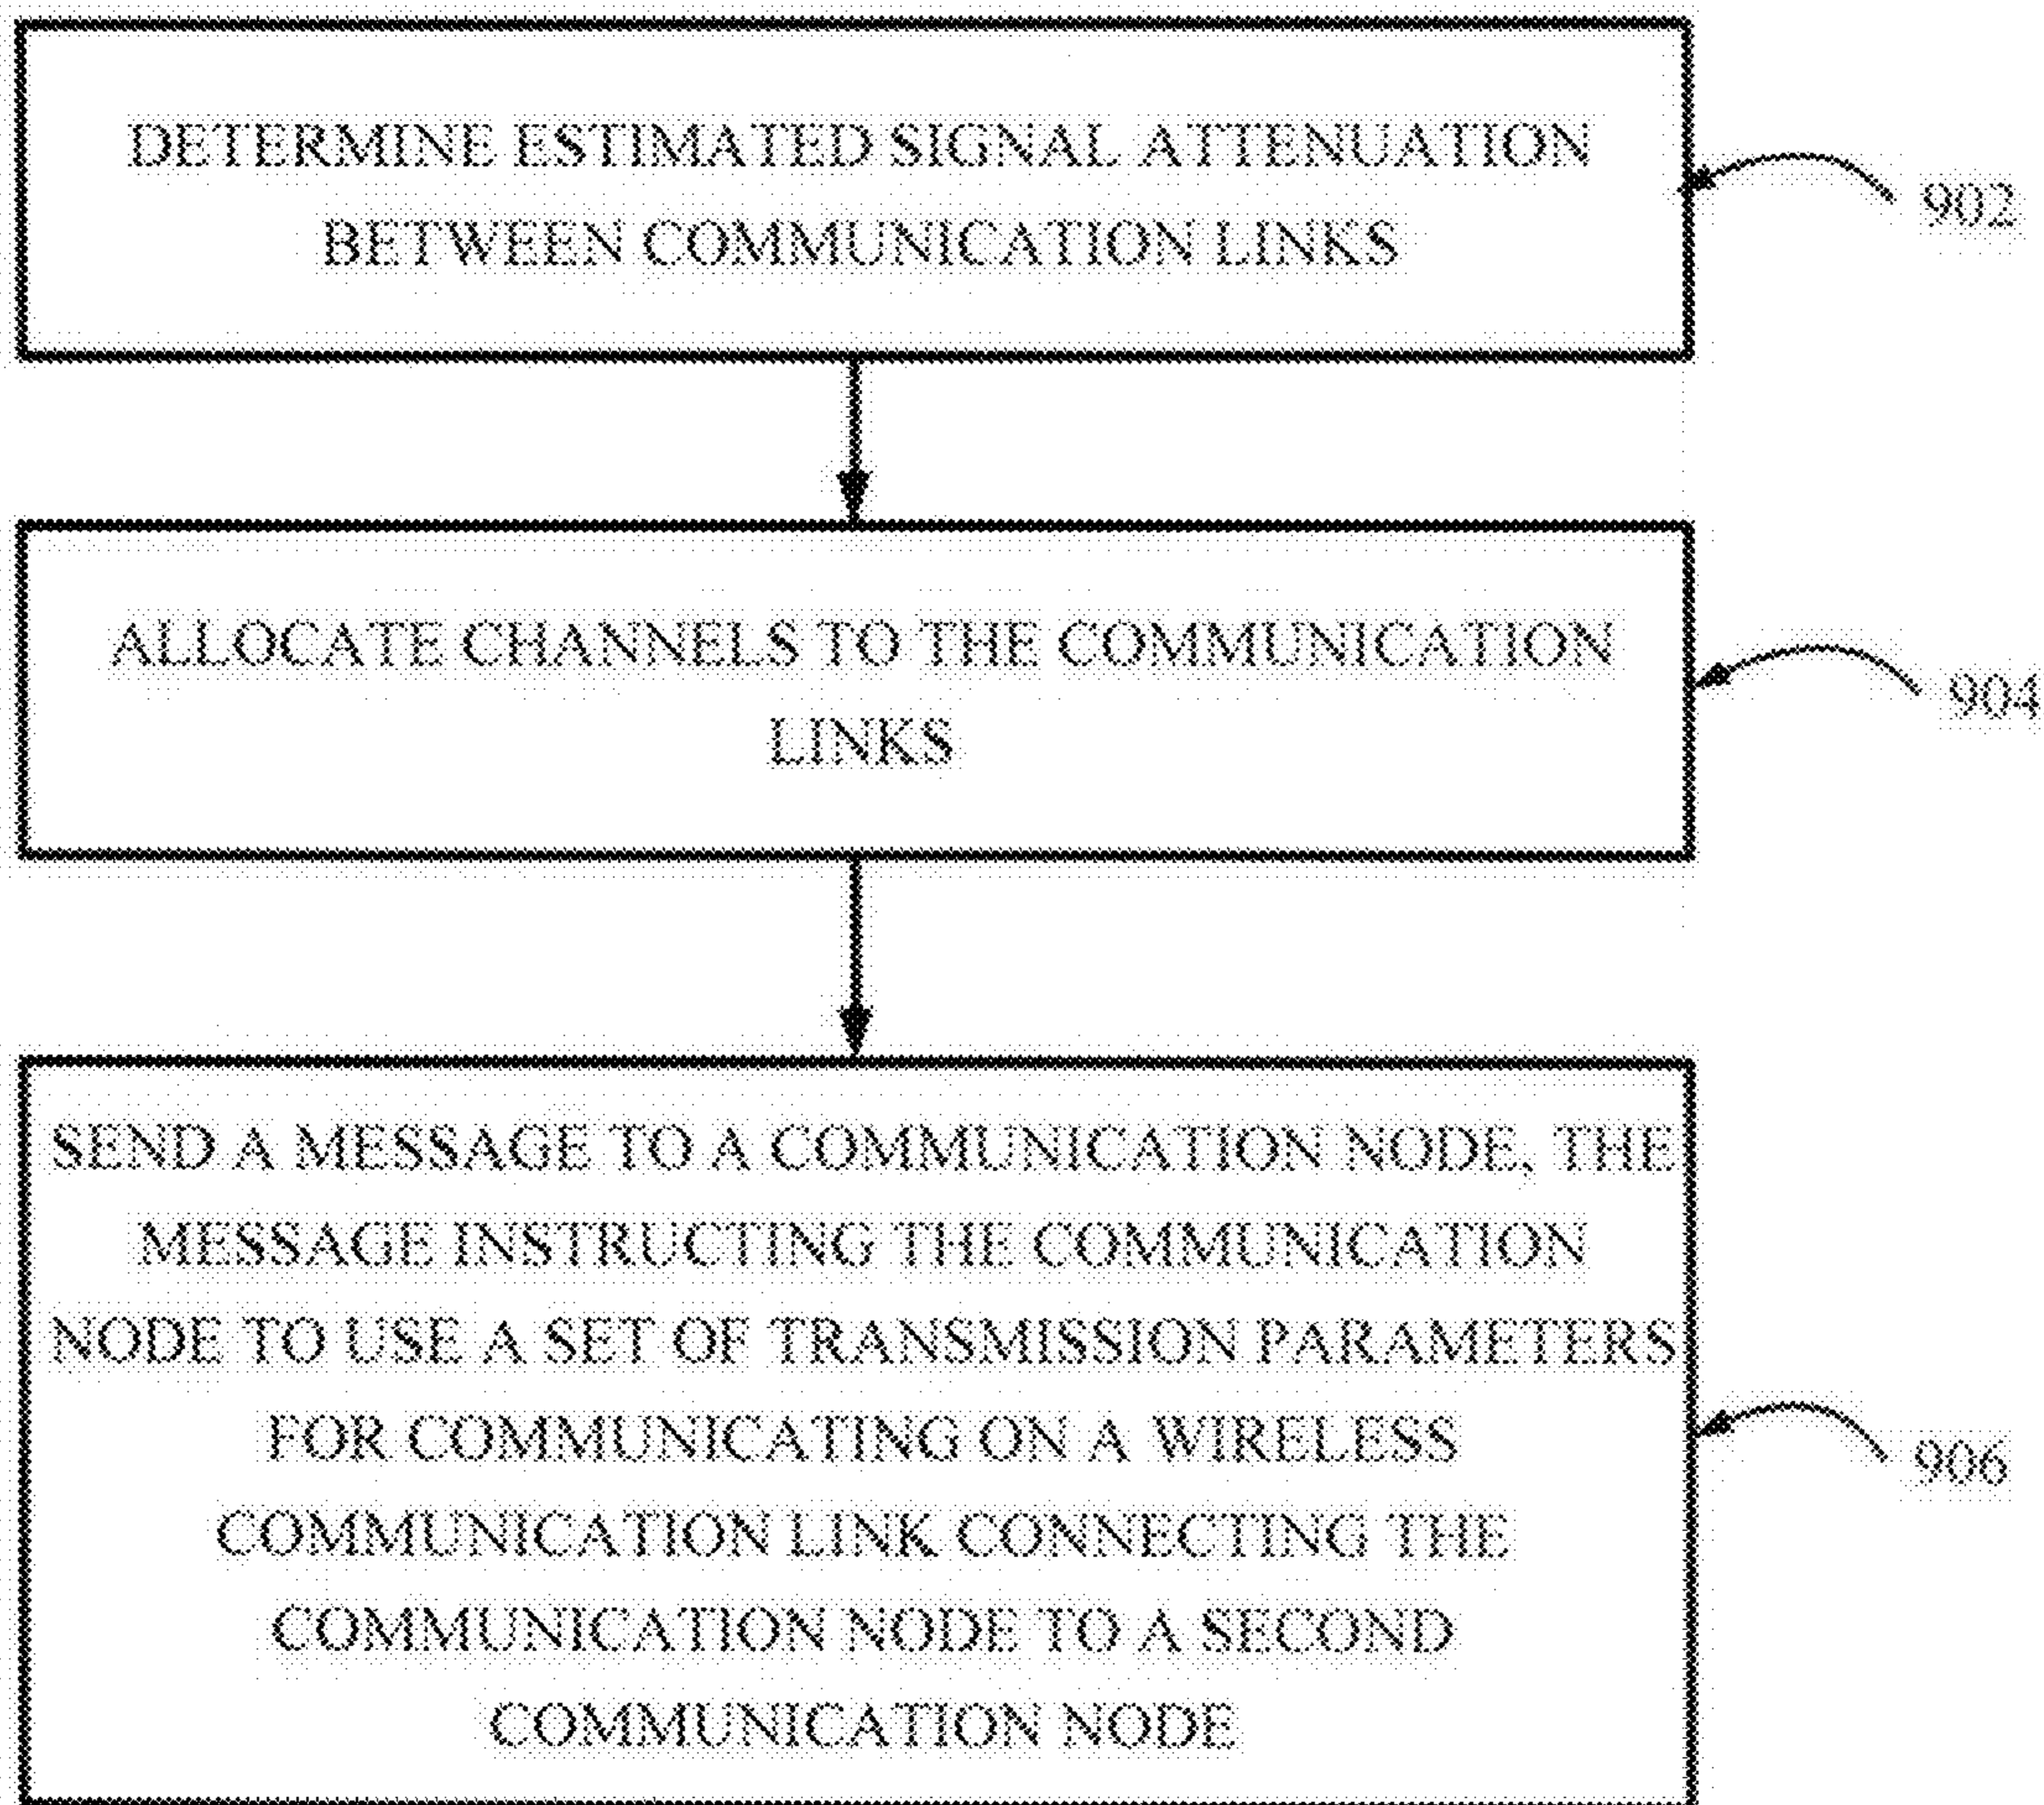 DETERMINE ESTIMATED SIGNAL ATTENUATION
BETWEEN COMMUNICATION LINKS
902
ALLOCATE CHANNELS TO THE COMMUNICATION
LINKS
904
SEND A MESSAGE TO A COMMUNICATION NODE, THE
MESSAGE INSTRUCTING THE COMMUNICATION
NODE TO USE A SET OF TRANSMISSION PARAMETERS
FOR COMMUNICATING ON A WIRELESS
COMMUNICATION LINK CONNECTING THE
COMMUNICATION NODE TO A SECOND
COMMUNICATION NODE
906